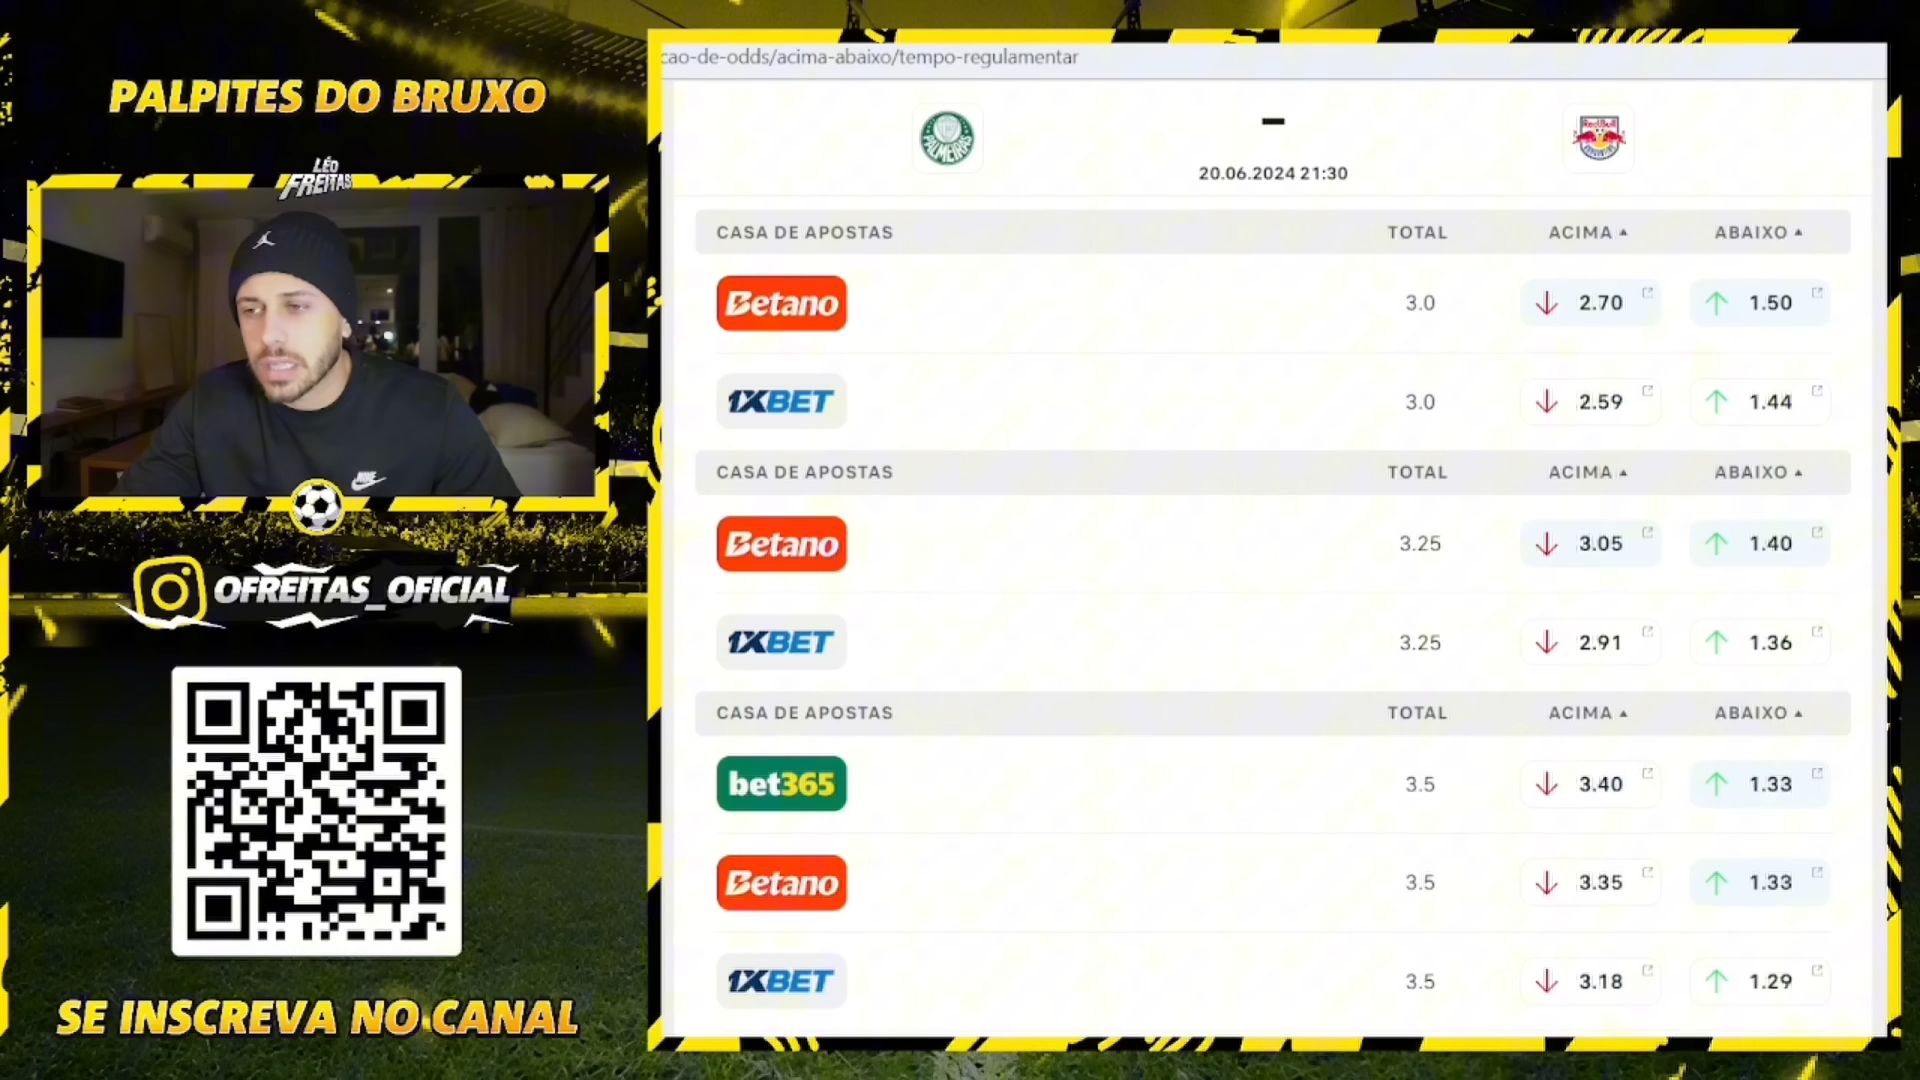 PALPITES DO BRUXO
LÉO
FREITAS
OFREITAS_OFICIAL
SE INSCREVA NO CANAL
cao-de-odds/acima-abaixo/tempo-regulamentar
PALMEIRAS
–
Red Bull
20.06.2024 21:30
CASA DE APOSTAS TOTAL ACIMA ABAIXO
Betano 3.0 2.70 1.50
1XBET 3.0 2.59 1.44
CASA DE APOSTAS TOTAL ACIMA ABAIXO
Betano 3.25 3.05 1.40
1XBET 3.25 2.91 1.36
CASA DE APOSTAS TOTAL ACIMA ABAIXO
bet365 3.5 3.40 1.33
Betano 3.5 3.35 1.33
1XBET 3.5 3.18 1.29